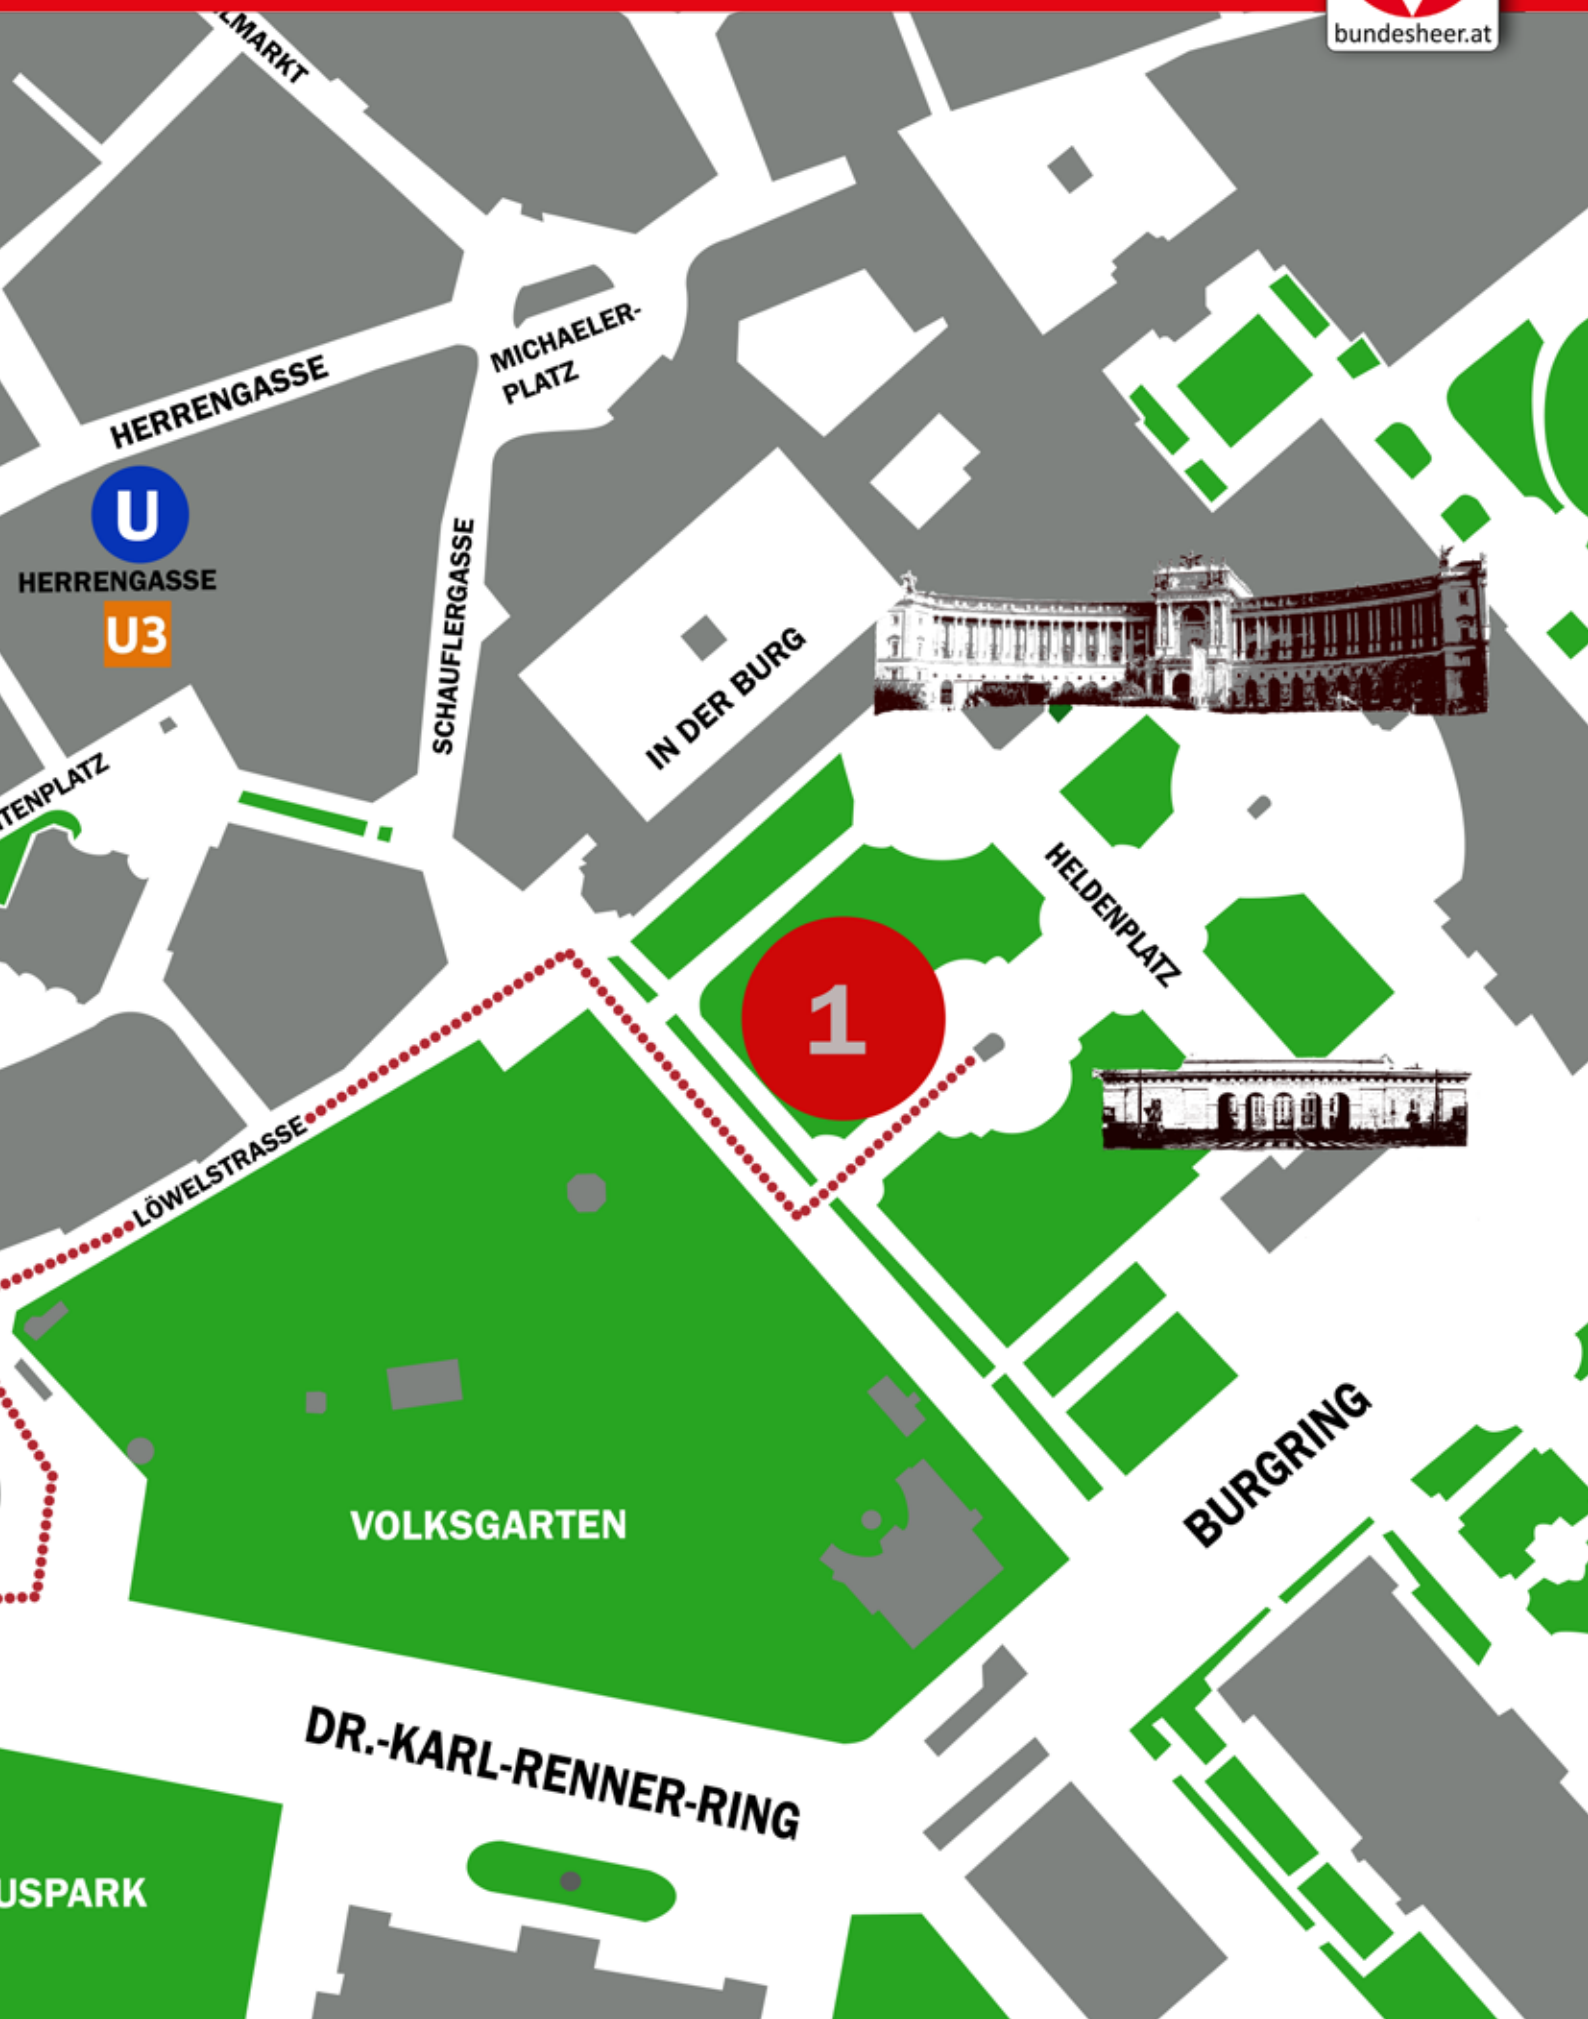 bundesheer.at
MICHAELER-
PLATZ
HERRENGASSE
U
HERRENGASSE
U3
SCHAUFLERGASSE
IN DER BURG
HELDENPLATZ
1
LÖWELSTRASSE
BURGRING
VOLKSGARTEN
DR.-KARL-RENNER-RING